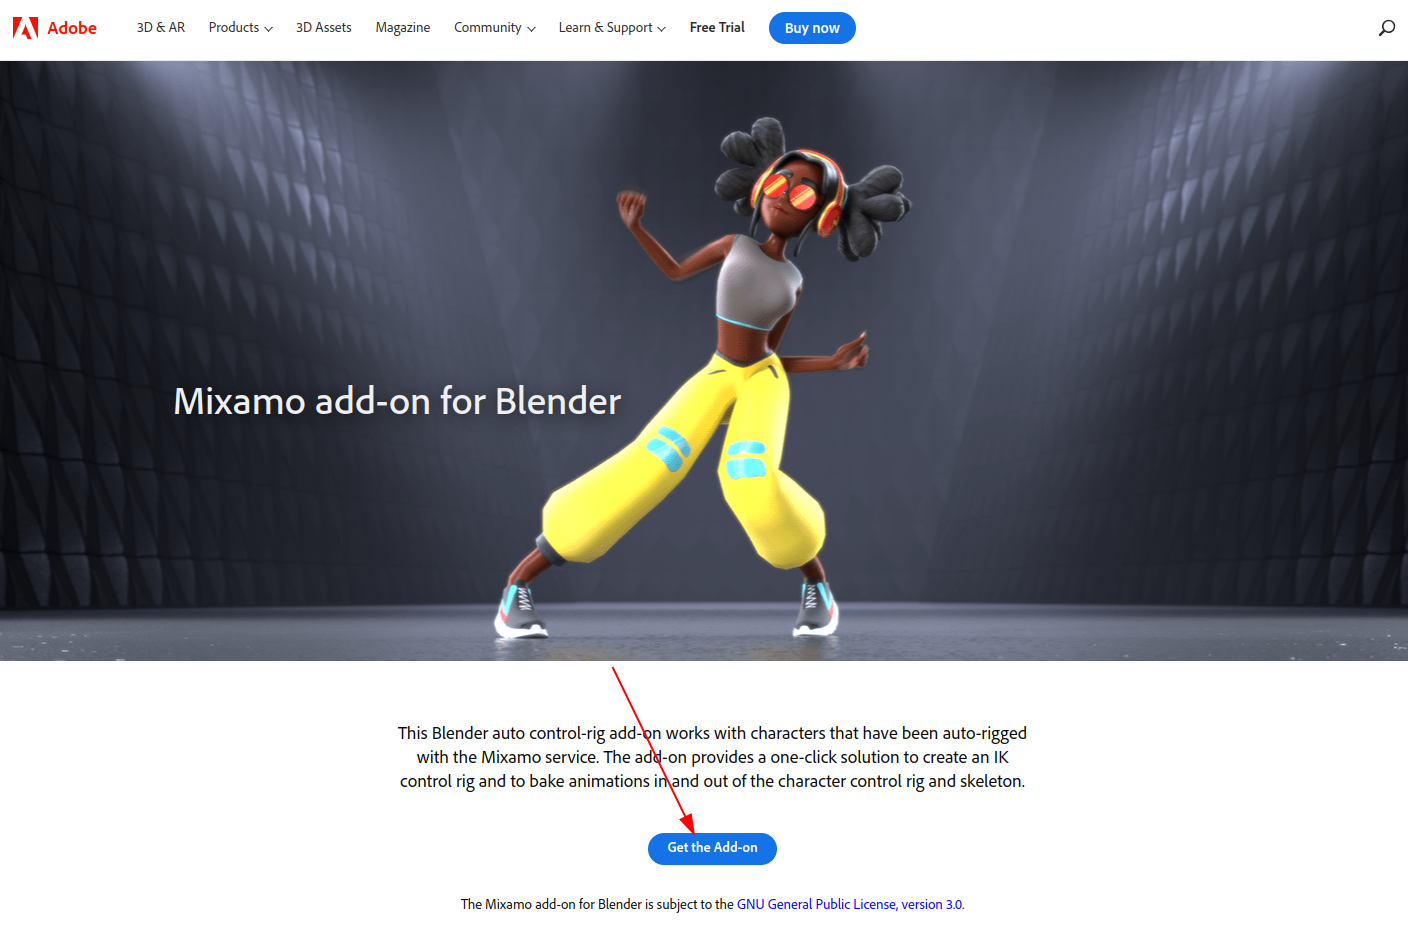 Adobe
3D & AR
Products
3D Assets
Magazine
Community
Learn & Support
Free Trial
Buy now
Mixamo add-on for Blender
This Blender auto control-rig add-on works with characters that have been auto-rigged
with the Mixamo service. The add-on provides a one-click solution to create an IK
control rig and to bake animations in and out of the character control rig and skeleton.
Get the Add-on
The Mixamo add-on for Blender is subject to the GNU General Public License, version 3.0.